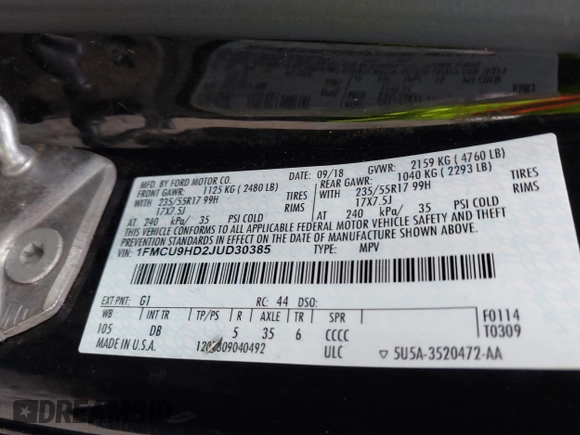 MFD. BY FORD MOTOR CO. 09/18 GVWR: 2159 KG ( 4760 LB)
FRONT GAWR: 1125 KG ( 2480 LB) REAR GAWR: 1040 KG ( 2293 LB)
WITH 235/55R17 99H TIRES WITH 235/55R17 99H TIRES
17X7.5J RIMS 17X7.5J RIMS
AT 240 kPa/ 35 PSI COLD AT 240 kPa/ 35 PSI COLD
THIS VEHICLE CONFORMS TO ALL APPLICABLE FEDERAL MOTOR VEHICLE SAFETY AND THEFT
PREVENTION STANDARDS IN EFFECT ON THE DATE OF MANUFACTURE SHOWN ABOVE.
VIN: 1FMCU9HD2JUD30385 TYPE: MPV
EXT PNT: G1 RC: 44 DSO:
WB INT TR TP/PS R AXLE TR SPR F0114
105 DB 5 35 6 CCCC T0309
MADE IN U.S.A. ULC 5U5A-3520472-AA
DREAMBID